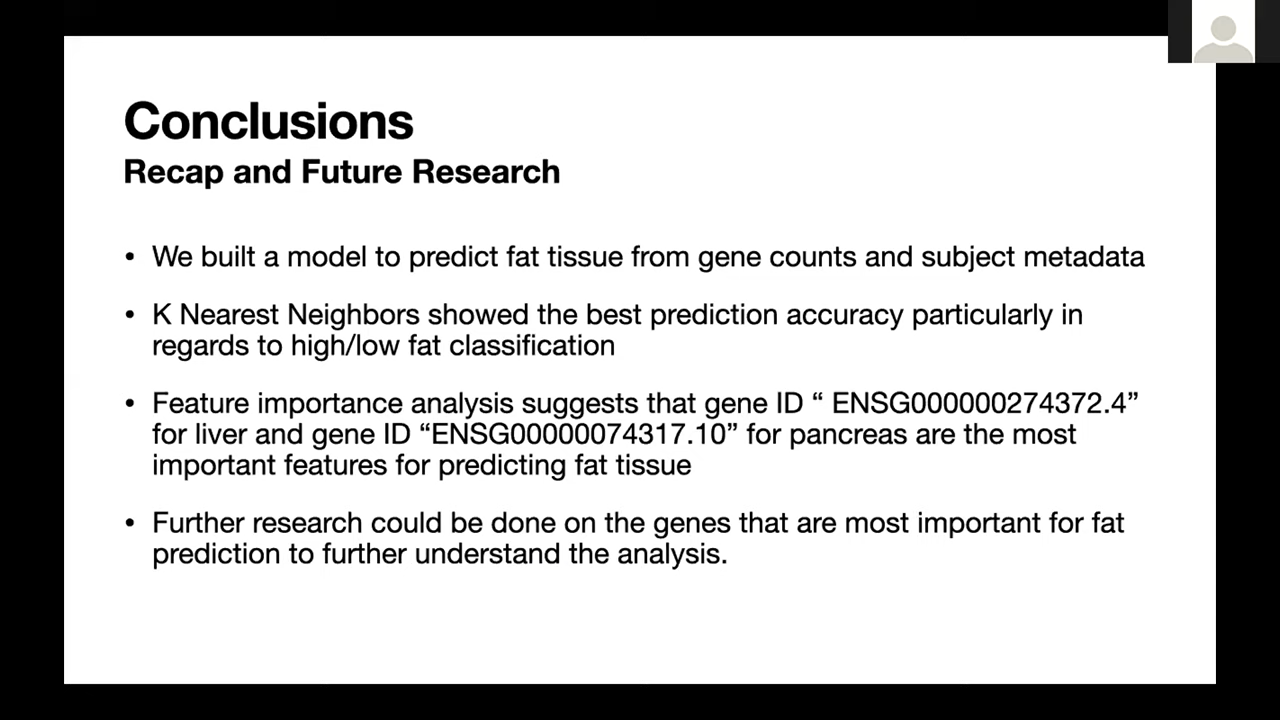 Conclusions
Recap and Future Research
• We built a model to predict fat tissue from gene counts and subject metadata
• K Nearest Neighbors showed the best prediction accuracy particularly in
regards to high/low fat classification
• Feature importance analysis suggests that gene ID “ ENSG000000274372.4”
for liver and gene ID “ENSG00000074317.10” for pancreas are the most
important features for predicting fat tissue
• Further research could be done on the genes that are most important for fat
prediction to further understand the analysis.